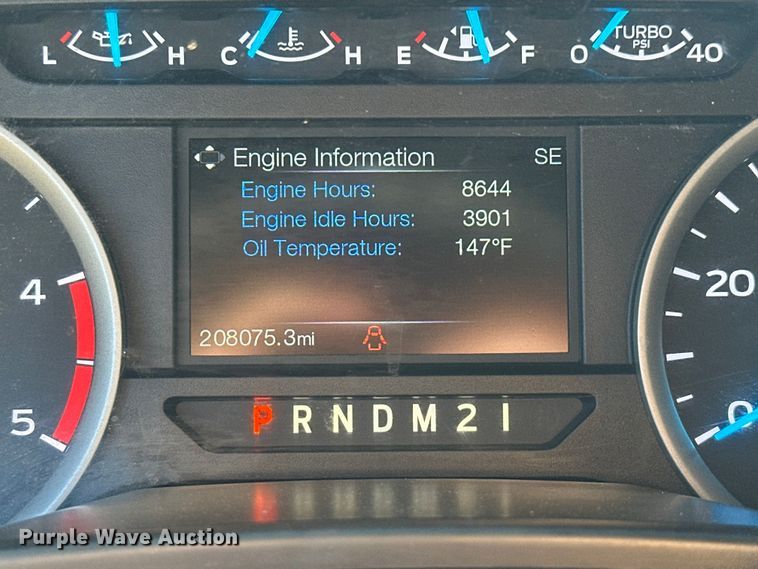 L H C H E F 0 TURBO PSI 40
Engine Information SE
Engine Hours: 8644
Engine Idle Hours: 3901
Oil Temperature: 147°F
208075.3mi
4
5
20
0
P R N D M 2 1
Purple Wave Auction